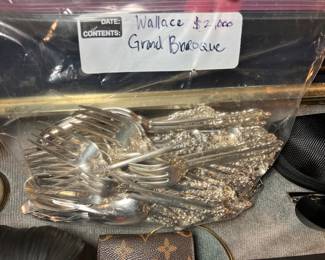 DATE: Wallace $2,000
CONTENTS: Grand Baroque